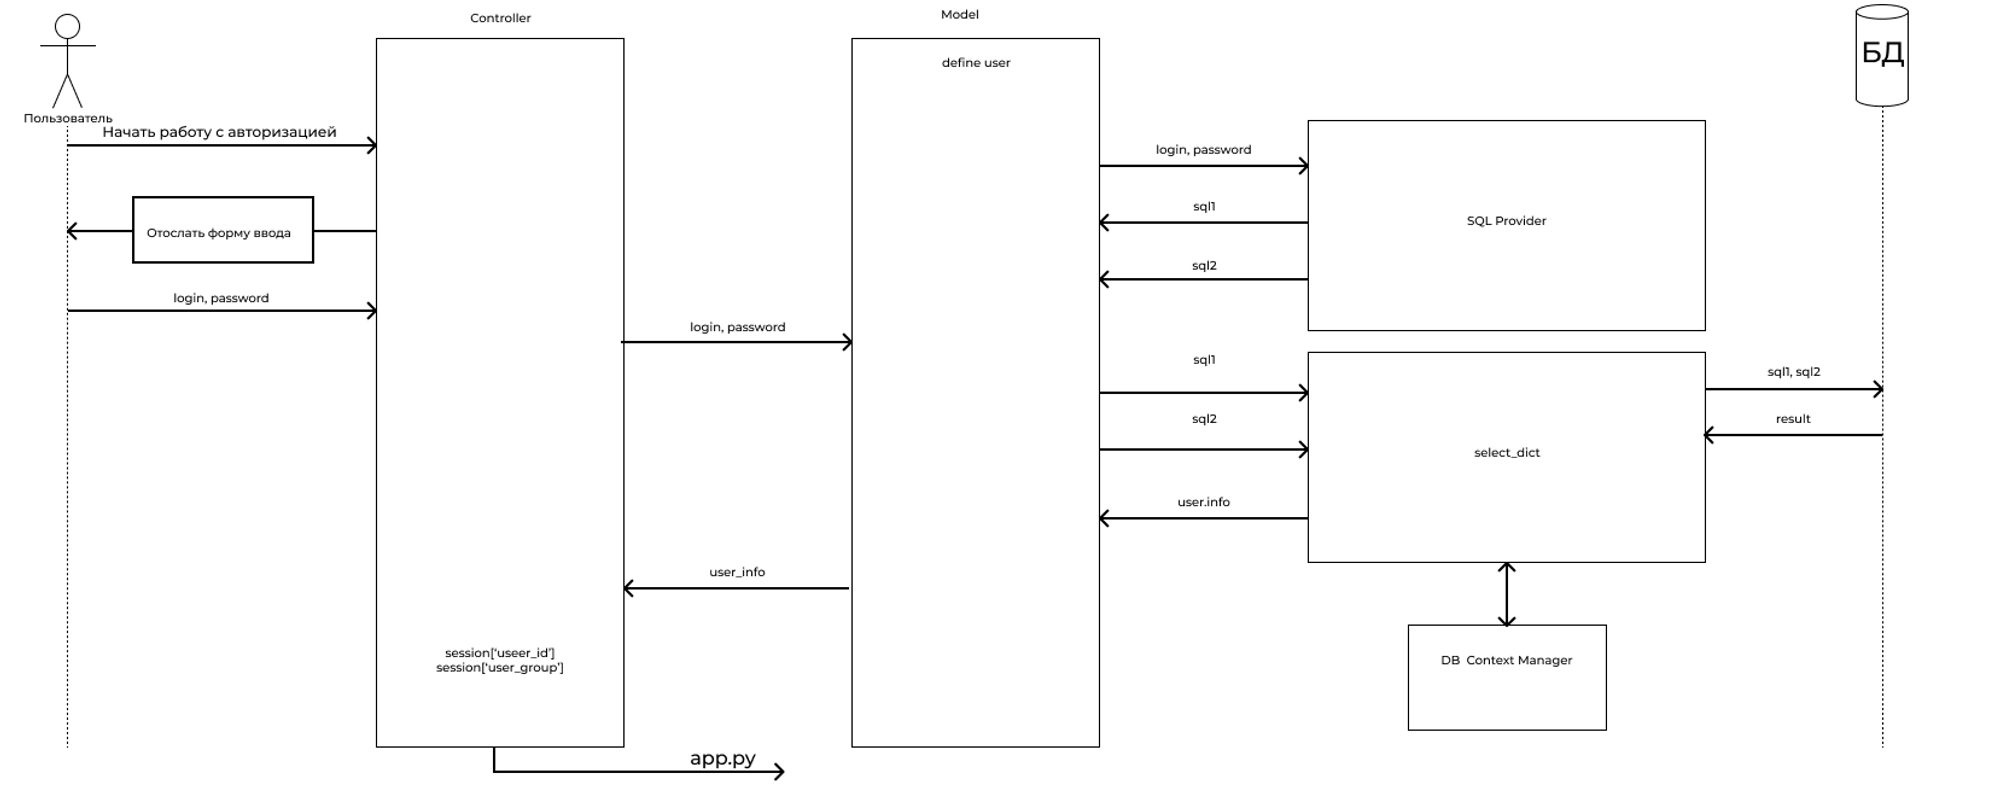 Controller
Model
БД
define user
Пользователь
Начать работу с авторизацией
login, password
sql1
SQL Provider
Отослать форму ввода
sql2
login, password
login, password
sql1
sql1, sql2
sql2
result
select_dict
user.info
user_info
session['useer_id']
session['user_group']
DB Context Manager
app.py